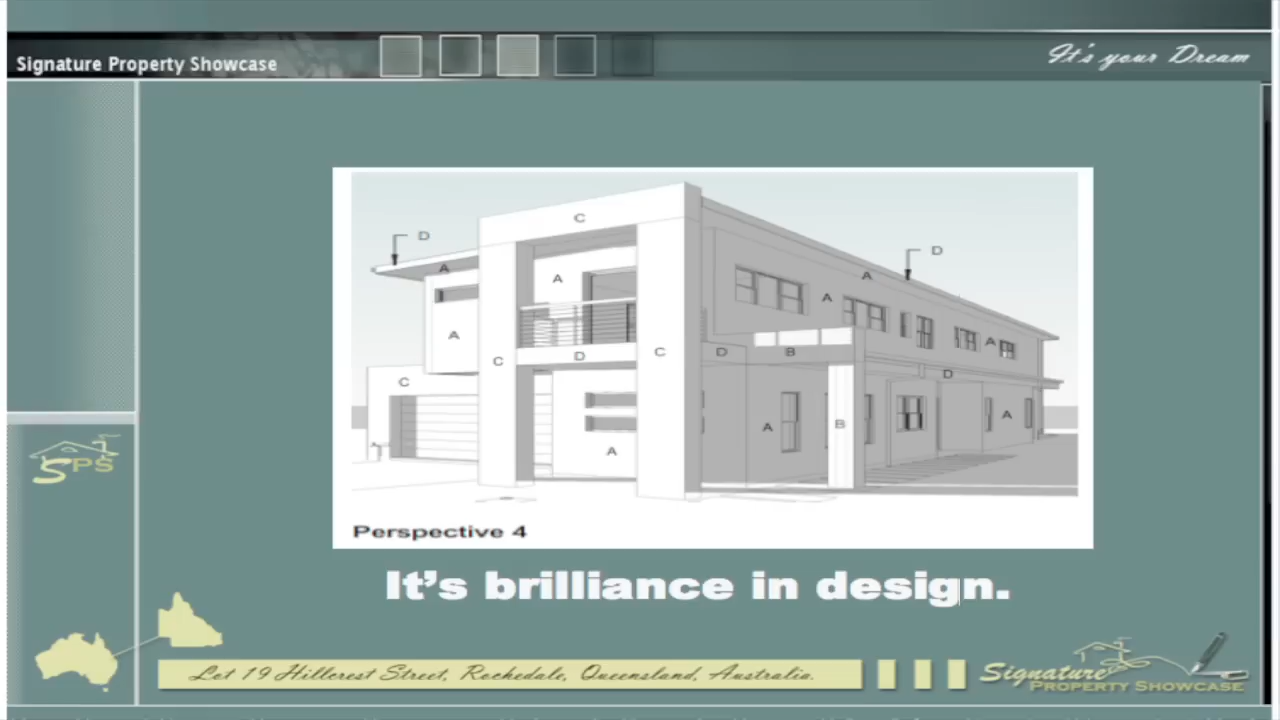 Signature Property Showcase
It's your Dream
C
D
D
A
A
A
A
A
A
C
C
D
C
D
B
D
C
A
B
A
A
Perspective 4
SPS
It's brilliance in design.
Lot 19 Hillcrest Street, Rochedale, Queensland, Australia.
Signature
PROPERTY SHOWCASE